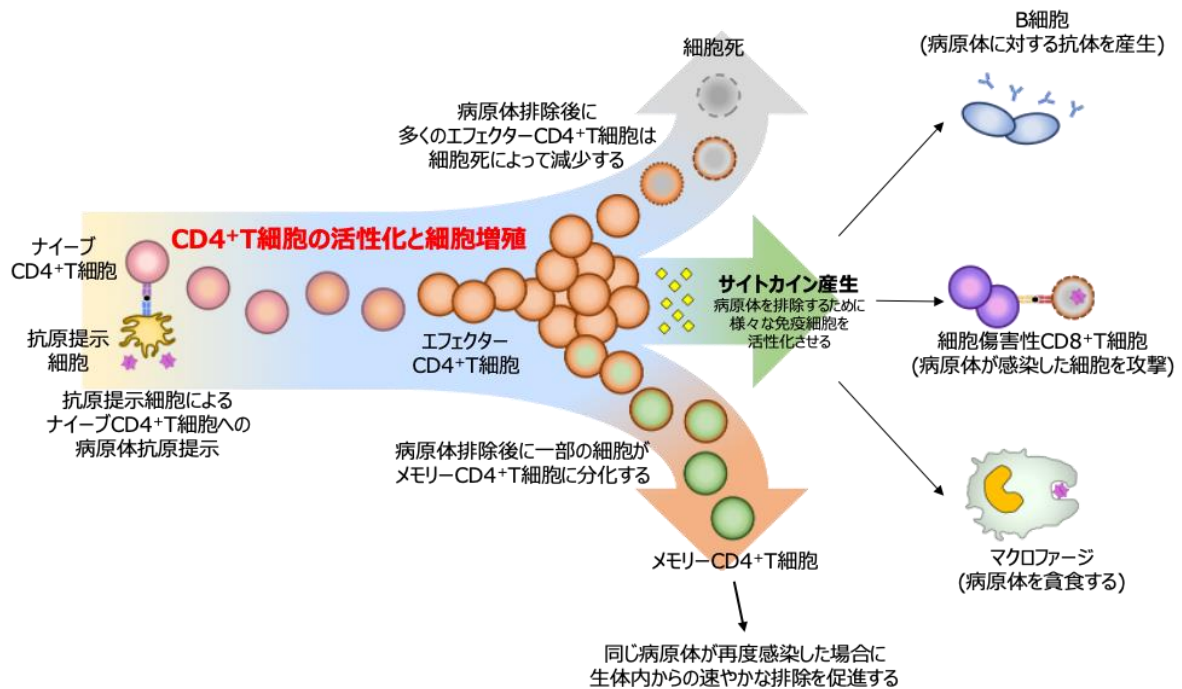 細胞死
病原体排除後に
多くのエフェクターCD4⁺T細胞は
細胞死によって減少する
CD4⁺T細胞の活性化と細胞増殖
ナイーブ
CD4⁺T細胞
抗原提示
細胞
抗原提示細胞による
ナイーブCD4⁺T細胞への
病原体抗原提示
エフェクター
CD4⁺T細胞
サイトカイン産生
病原体を排除するために
様々な免疫細胞を
活性化させる
病原体排除後に一部の細胞が
メモリーCD4⁺T細胞に分化する
メモリーCD4⁺T細胞
同じ病原体が再度感染した場合に
生体内からの速やかな排除を促進する
B細胞
(病原体に対する抗体を産生)
細胞傷害性CD8⁺T細胞
(病原体が感染した細胞を攻撃)
マクロファージ
(病原体を貪食する)